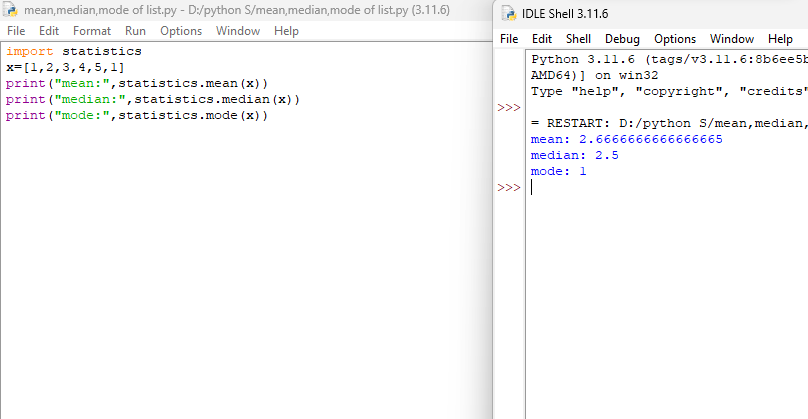 mean,median,mode of list.py - D:/python S/mean,median,mode of list.py (3.11.6)
File Edit Format Run Options Window Help
import statistics
x=[1,2,3,4,5,1]
print("mean:",statistics.mean(x))
print("median:",statistics.median(x))
print("mode:",statistics.mode(x))
IDLE Shell 3.11.6
File Edit Shell Debug Options Window Help
Python 3.11.6 (tags/v3.11.6:8b6ee5b
AMD64)] on win32
Type "help", "copyright", "credits"
>>>
= RESTART: D:/python S/mean,median,
mean: 2.6666666666666665
median: 2.5
mode: 1
>>>